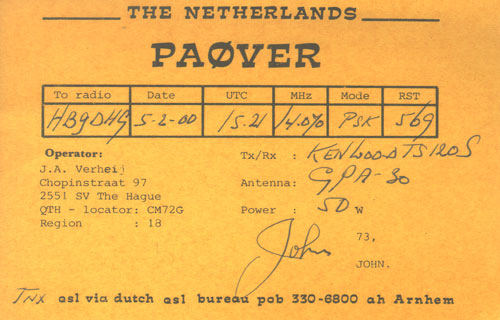 THE NETHERLANDS
PAØVER
To radio Date UTC MHz Mode RST
HB9DHG 5-2-00 15.21 14.070 PSK 569
Operator:
J.A. Verheij
Chopinstraat 97
2551 SV The Hague
QTH - locator: CM72G
Region : 18
Tx/Rx : KENWOOD TS120S
Antenna: GPA-30
Power : 50 W
John
73,
JOHN.
TNX qsl via dutch qsl bureau pob 330-6800 ah Arnhem